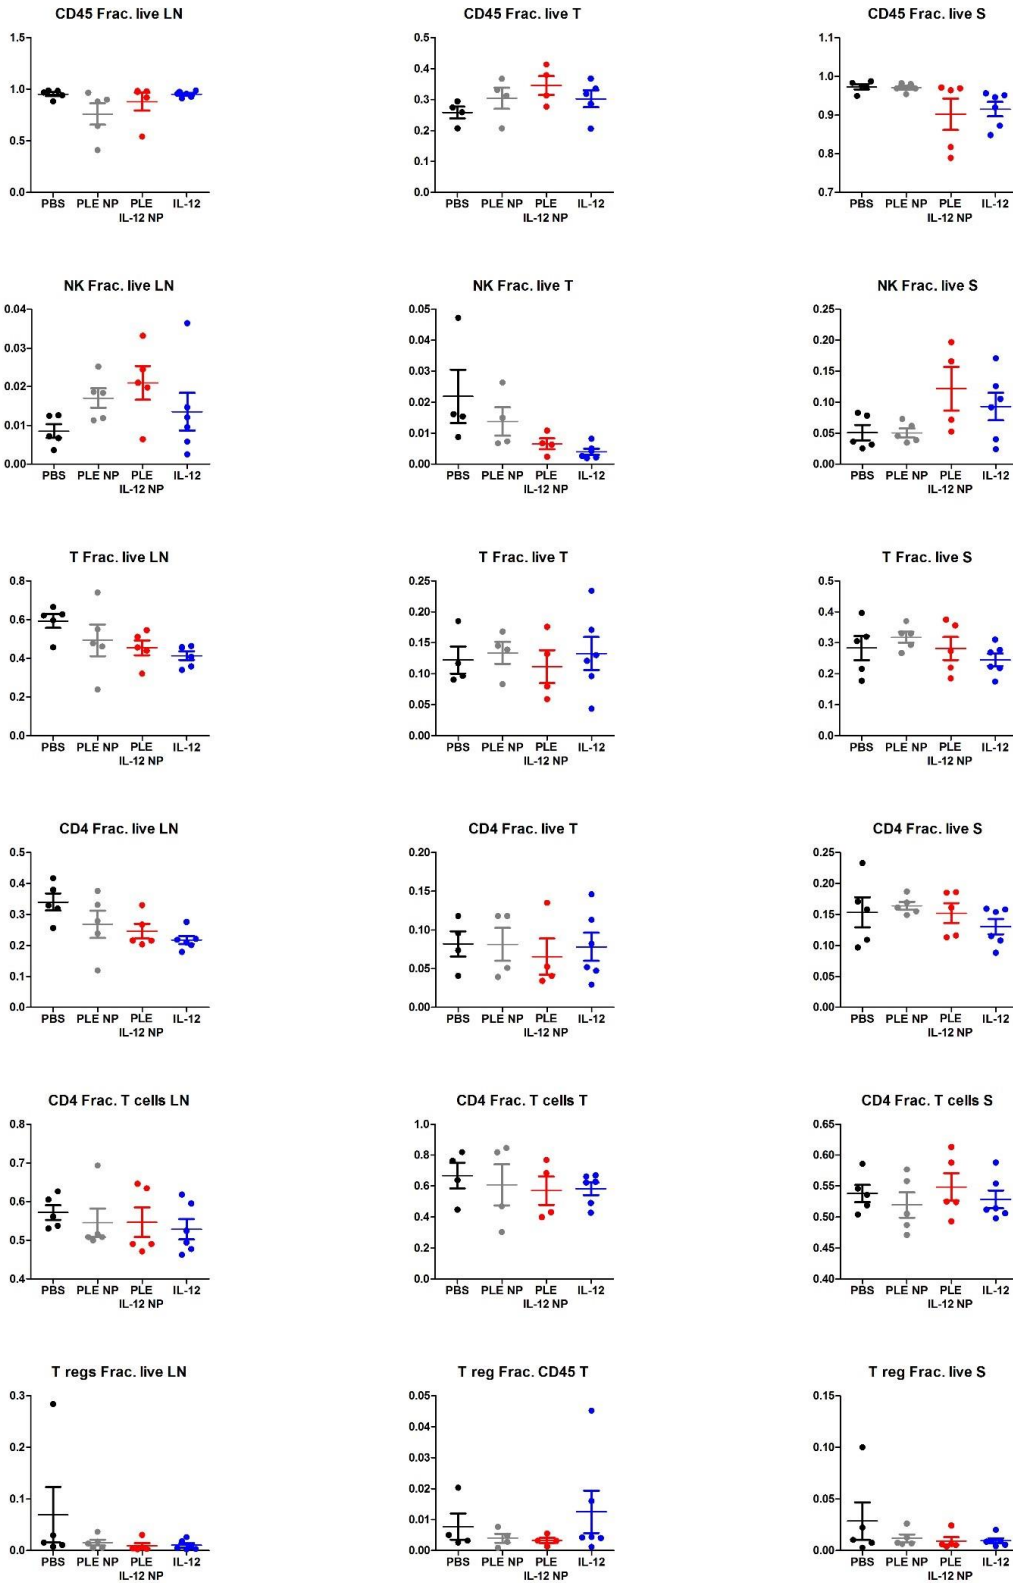 CD45 Frac. live LN
1.5
1.0
0.5
0.0
PBS PLE NP PLE IL-12
IL-12 NP
CD45 Frac. live T
0.5
0.4
0.3
0.2
0.1
0.0
PBS PLE NP PLE IL-12
IL-12 NP
CD45 Frac. live S
1.1
1.0
0.9
0.8
0.7
PBS PLE NP PLE IL-12
IL-12 NP
NK Frac. live LN
0.04
0.03
0.02
0.01
0.00
PBS PLE NP PLE IL-12
IL-12 NP
NK Frac. live T
0.05
0.04
0.03
0.02
0.01
0.00
PBS PLE NP PLE IL-12
IL-12 NP
NK Frac. live S
0.25
0.20
0.15
0.10
0.05
0.00
PBS PLE NP PLE IL-12
IL-12 NP
T Frac. live LN
0.8
0.6
0.4
0.2
0.0
PBS PLE NP PLE IL-12
IL-12 NP
T Frac. live T
0.25
0.20
0.15
0.10
0.05
0.00
PBS PLE NP PLE IL-12
IL-12 NP
T Frac. live S
0.5
0.4
0.3
0.2
0.1
0.0
PBS PLE NP PLE IL-12
IL-12 NP
CD4 Frac. live LN
0.5
0.4
0.3
0.2
0.1
0.0
PBS PLE NP PLE IL-12
IL-12 NP
CD4 Frac. live T
0.20
0.15
0.10
0.05
0.00
PBS PLE NP PLE IL-12
IL-12 NP
CD4 Frac. live S
0.25
0.20
0.15
0.10
0.05
0.00
PBS PLE NP PLE IL-12
IL-12 NP
CD4 Frac. T cells LN
0.8
0.7
0.6
0.5
0.4
PBS PLE NP PLE IL-12
IL-12 NP
CD4 Frac. T cells T
1.0
0.8
0.6
0.4
0.2
0.0
PBS PLE NP PLE IL-12
IL-12 NP
CD4 Frac. T cells S
0.65
0.60
0.55
0.50
0.45
0.40
PBS PLE NP PLE IL-12
IL-12 NP
T regs Frac. live LN
0.3
0.2
0.1
0.0
PBS PLE NP PLE IL-12
IL-12 NP
T reg Frac. CD45 T
0.05
0.04
0.03
0.02
0.01
0.00
PBS PLE NP PLE IL-12
IL-12 NP
T reg Frac. live S
0.15
0.10
0.05
0.00
PBS PLE NP PLE IL-12
IL-12 NP